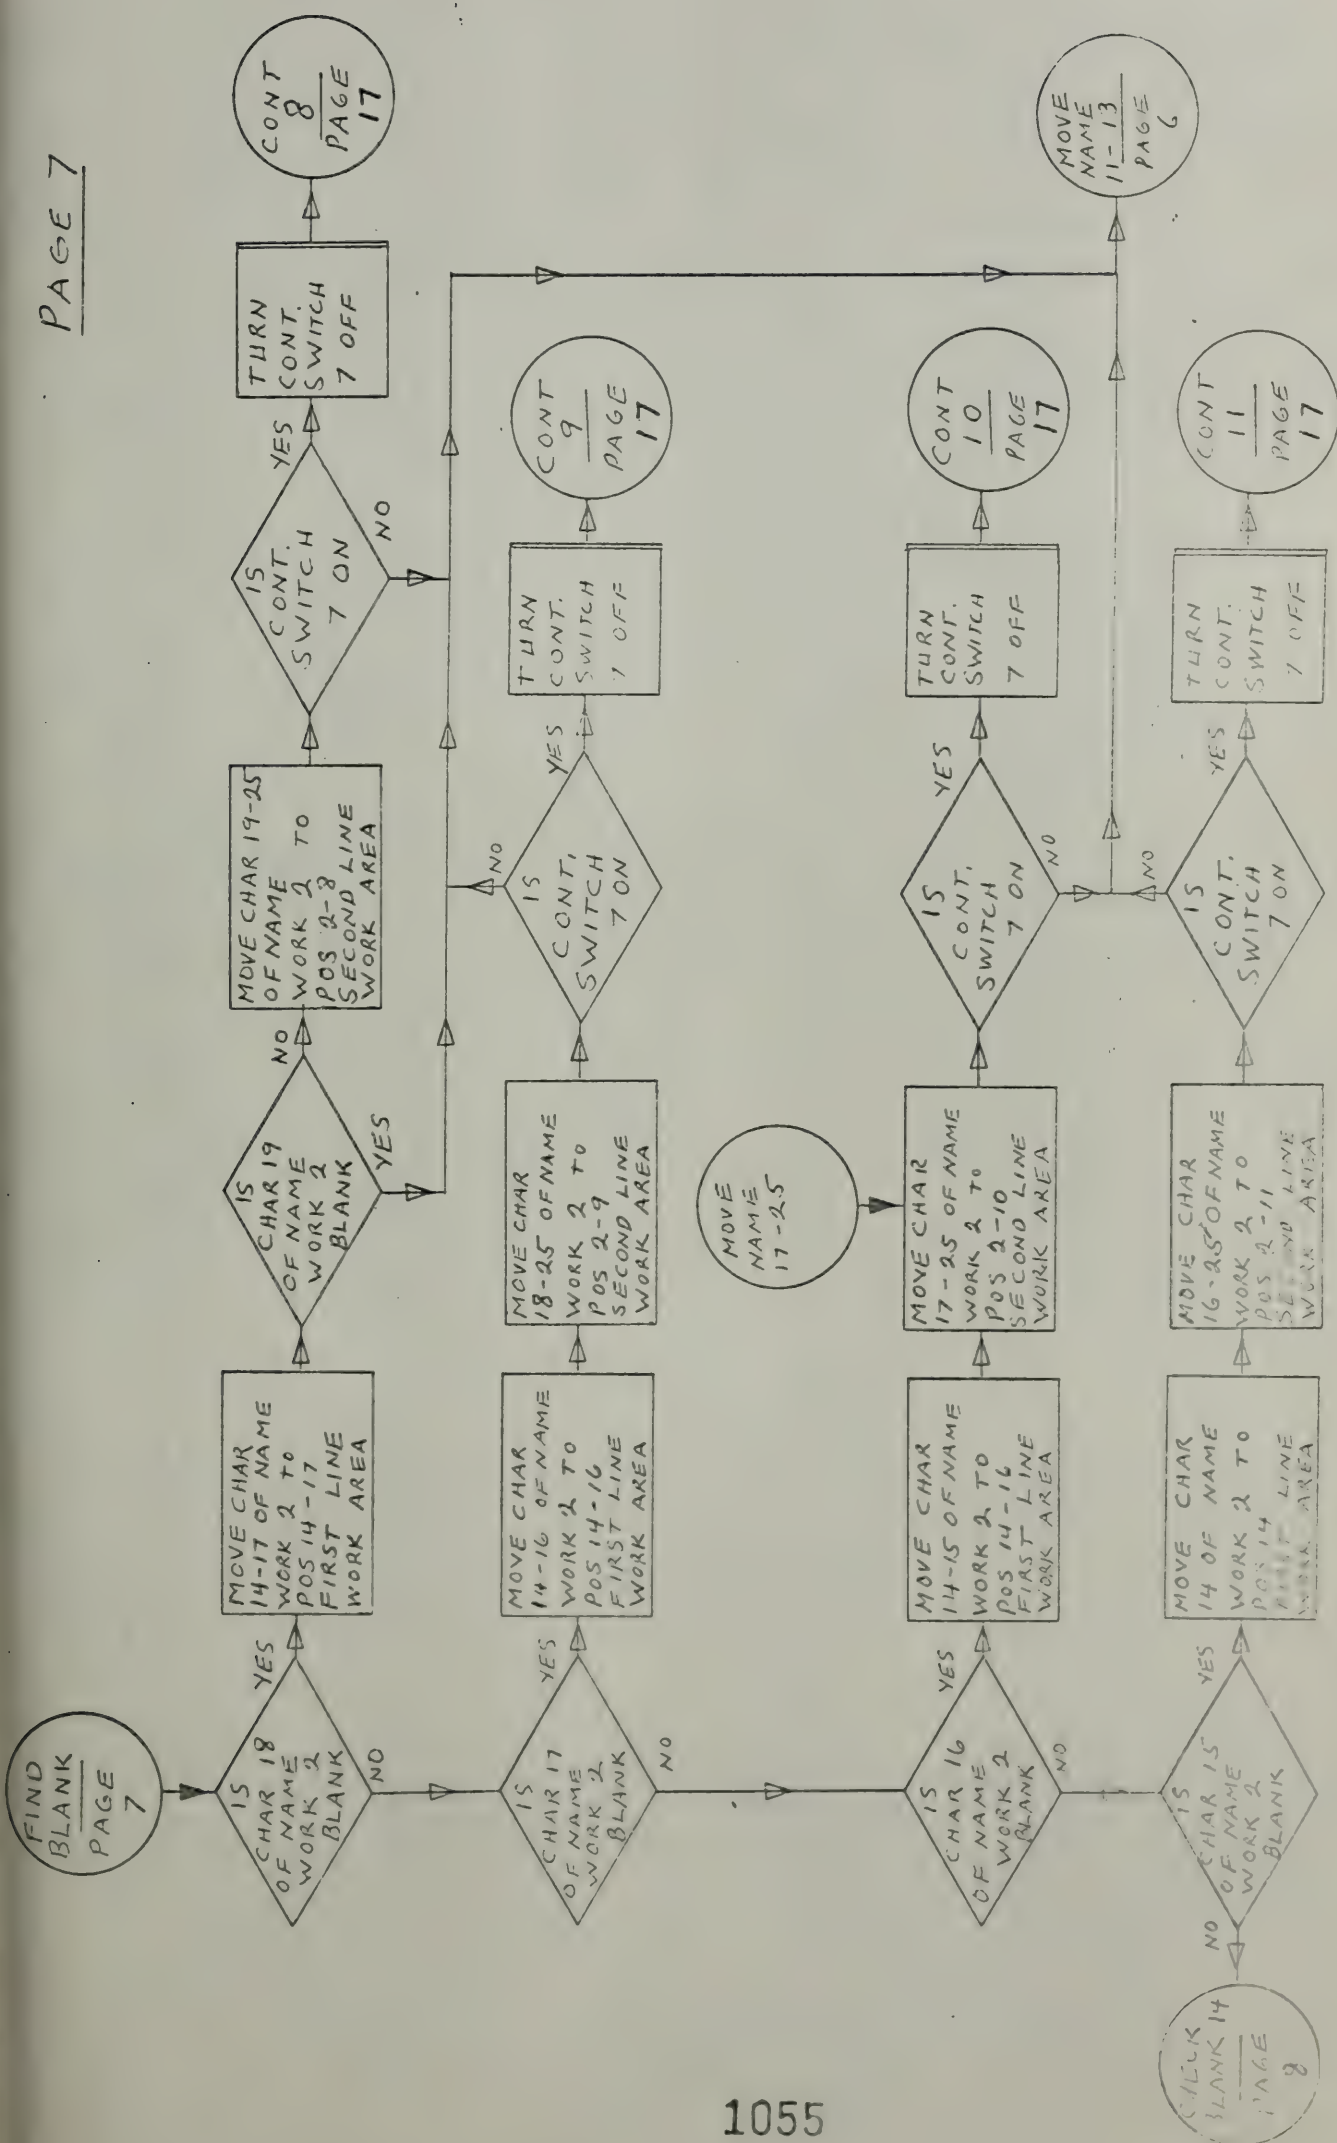 PAGE 7
FIND
BLANK
PAGE
7
IS
CHAR 18
OF NAME
WORK 2
BLANK
YES
NO
MOVE CHAR
14-17 OF NAME
WORK 2 TO
POS 14-17
FIRST LINE
WORK AREA
IS
CHAR 19
OF NAME
WORK 2
BLANK
NO
YES
MOVE CHAR 19-25
OF NAME
WORK 2 TO
POS 2-8
SECOND LINE
WORK AREA
IS
CONT.
SWITCH
7 ON
YES
NO
TURN
CONT.
SWITCH
7 OFF
CONT
8
PAGE
17
IS
CHAR 17
OF NAME
WORK 2
BLANK
YES
NO
MOVE CHAR
14-16 OF NAME
WORK 2 TO
POS 14-16
FIRST LINE
WORK AREA
MOVE CHAR
18-25 OF NAME
WORK 2 TO
POS 2-9
SECOND LINE
WORK AREA
IS
CONT,
SWITCH
7 ON
NO
YES
TURN
CONT.
SWITCH
7 OFF
CONT
9
PAGE
17
MOVE
NAME
17-25
IS
CHAR 16
OF NAME
WORK 2
BLANK
YES
NO
MOVE CHAR
14-15 OF NAME
WORK 2 TO
POS 14-16
FIRST LINE
WORK AREA
MOVE CHAR
17-25 OF NAME
WORK 2 TO
POS 2-10
SECOND LINE
WORK AREA
IS
CONT,
SWITCH
7 ON
YES
NO
TURN
CONT.
SWITCH
7 OFF
CONT
10
PAGE
17
MOVE
NAME
11-13
PAGE
6
IS
CHAR 15
OF NAME
WORK 2
BLANK
YES
NO
MOVE CHAR
14 OF NAME
WORK 2 TO
POS 14
FIRST LINE
WORK AREA
MOVE CHAR
16-25 OF NAME
WORK 2 TO
POS 2-11
SECOND LINE
WORK AREA
IS
CONT.
SWITCH
7 ON
NO
YES
TURN
CONT.
SWITCH
7 OFF
CONT
11
PAGE
17
CHECK
BLANK 14
PAGE
8
1055